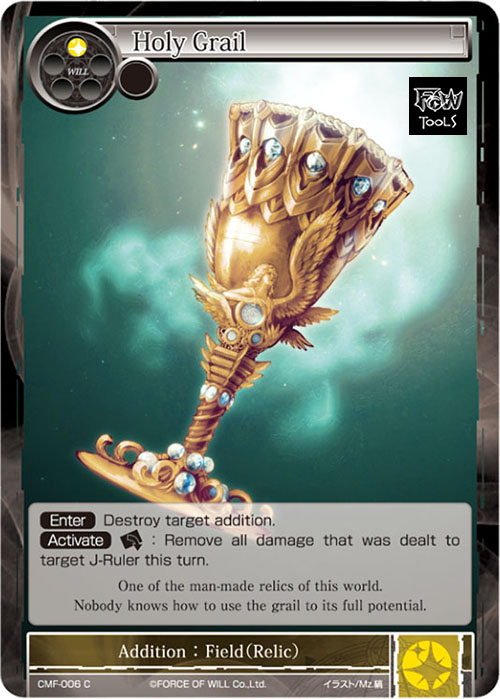 Holy Grail
WILL
FOW
TOOLS
Enter Destroy target addition.
Activate : Remove all damage that was dealt to
target J-Ruler this turn.
One of the man-made relics of this world.
Nobody knows how to use the grail to its full potential.
Addition : Field(Relic)
CMF-006 C ©FORCE OF WILL Co.,Ltd. イラスト/Mz.鍋